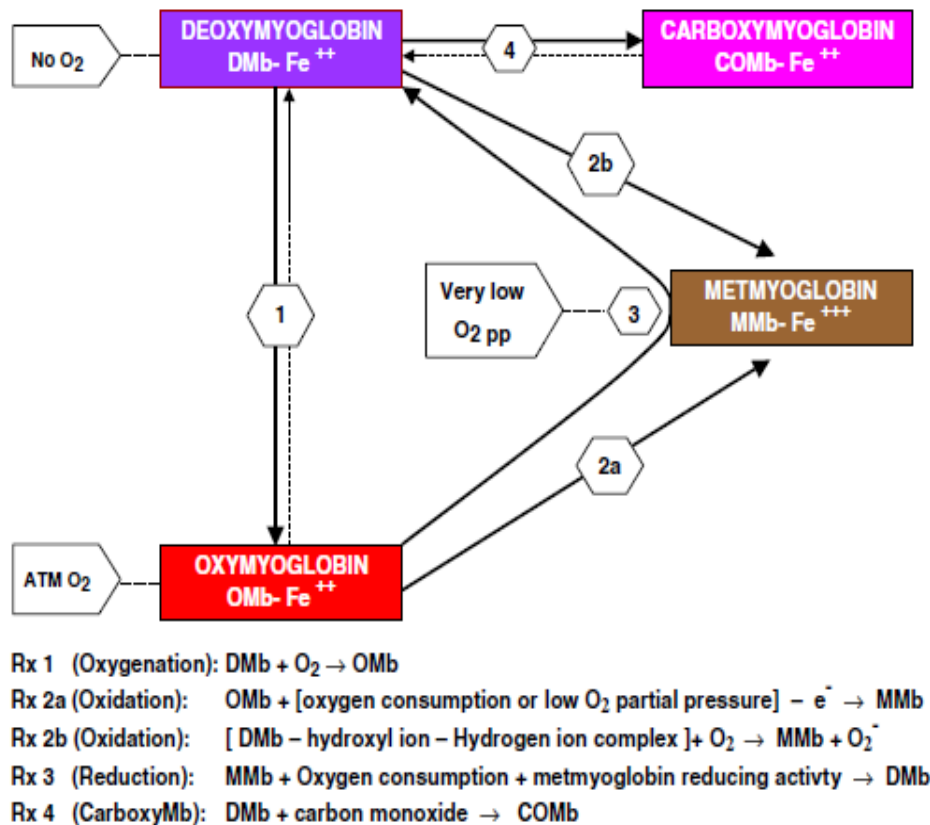 No O₂
DEOXYMYOGLOBIN
DMb- Fe ⁺⁺
4
CARBOXYMYOGLOBIN
COMb- Fe ⁺⁺
2b
1
Very low
O₂ pp
3
METMYOGLOBIN
MMb- Fe ⁺⁺⁺
2a
ATM O₂
OXYMYOGLOBIN
OMb- Fe ⁺⁺
Rx 1 (Oxygenation): DMb + O₂ → OMb
Rx 2a (Oxidation): OMb + [oxygen consumption or low O₂ partial pressure] – e⁻ → MMb
Rx 2b (Oxidation): [ DMb – hydroxyl ion – Hydrogen ion complex ]+ O₂ → MMb + O₂⁻
Rx 3 (Reduction): MMb + Oxygen consumption + metmyoglobin reducing activty → DMb
Rx 4 (CarboxyMb): DMb + carbon monoxide → COMb